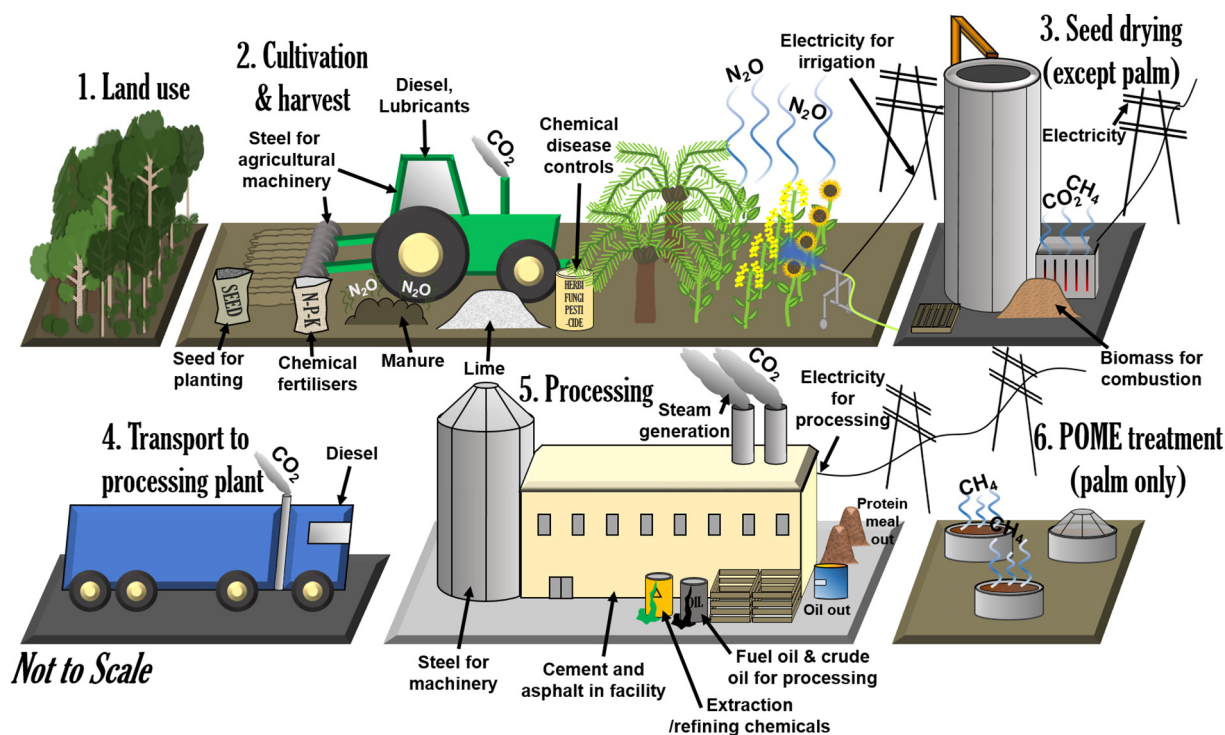 1. Land use
2. Cultivation
& harvest
Steel for
agricultural
machinery
Diesel,
Lubricants
CO2
Chemical
disease
controls
N2O
N2O
Electricity for
irrigation
3. Seed drying
(except palm)
Electricity
CO2
CH4
SEED
N-P-K
N2O
N2O
HERBI
FUNGI
PESTI
-CIDE
Seed for
planting
Chemical
fertilisers
Manure
Lime
Biomass for
combustion
4. Transport to
processing plant
CO2
Diesel
5. Processing
Steam
generation
CO2
Electricity
for
processing
Protein
meal out
Oil out
OIL
Steel for
machinery
Cement and
asphalt in facility
Extraction
/refining chemicals
Fuel oil & crude
oil for processing
6. POME treatment
(palm only)
CH4
CH4
Not to Scale